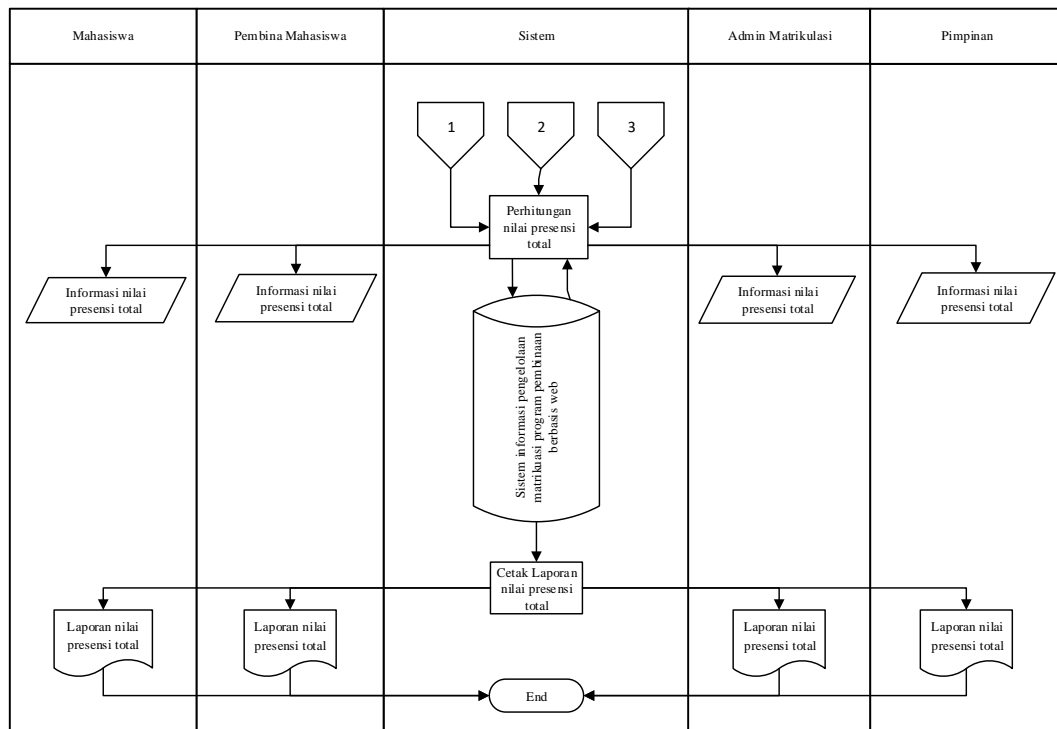 Mahasiswa
Pembina Mahasiswa
Sistem
Admin Matrikulasi
Pimpinan
1
2
3
Perhitungan
nilai presensi
total
Informasi nilai
presensi total
Informasi nilai
presensi total
Informasi nilai
presensi total
Informasi nilai
presensi total
Sistem informasi pengelolaan
matrikuasi program pembinaan
berbasis web
Cetak Laporan
nilai presensi
total
Laporan nilai
presensi total
Laporan nilai
presensi total
Laporan nilai
presensi total
Laporan nilai
presensi total
End